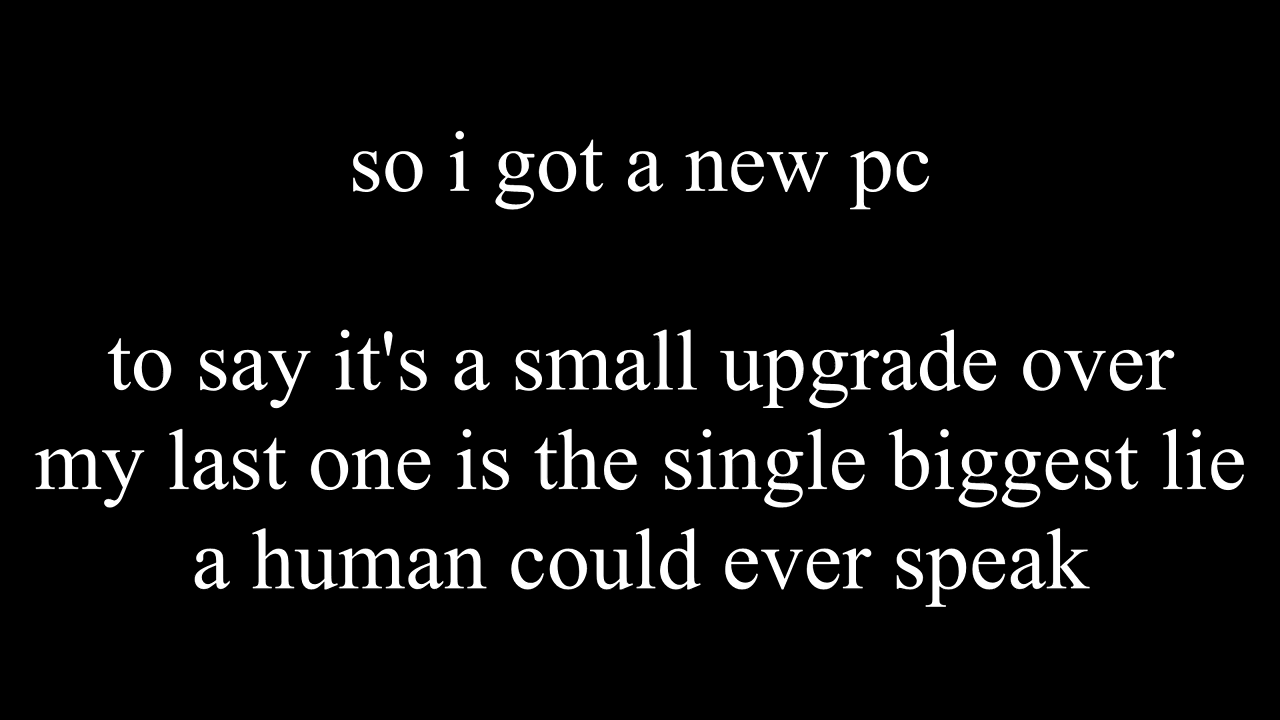 so i got a new pc
to say it's a small upgrade over
my last one is the single biggest lie
a human could ever speak